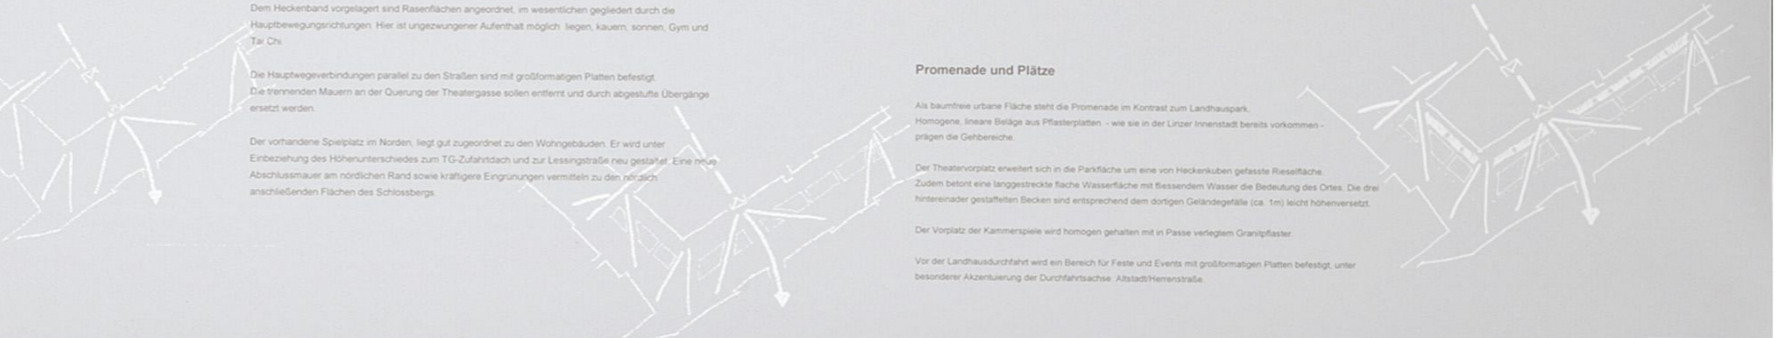 Dem Heckenband vorgelagert sind Rasenflächen angeordnet, im wesentlichen gegliedert durch die
Hauptbewegungsrichtungen. Hier ist ungezwungener Aufenthalt möglich liegen, kauern, sonnen, Gym und
Tai Chi.
Die Hauptwegeverbindungen parallel zu den Straßen sind mit großformatigen Platten befestigt.
Die trennenden Mauern an der Querung der Theatergasse sollen entfernt und durch abgestufte Übergänge
ersetzt werden.
Der vorhandene Spielplatz im Norden, liegt gut zugeordnet zu den Wohngebäuden. Er wird unter
Einbeziehung des Höhenunterschiedes zum TG-Zufahrtdach und zur Lessingstraße neu gestaltet. Eine neue
Abschlussmauer am nördlichen Rand sowie kräftigere Eingrünungen vermitteln zu den nördlich
anschließenden Flächen des Schlossbergs.
Promenade und Plätze
Als baumfreie urbane Fläche steht die Promenade im Kontrast zum Landhauspark.
Homogene, lineare Beläge aus Pflasterplatten - wie sie in der Linzer Innenstadt bereits vorkommen -
prägen die Gehbereiche.
Der Theatervorplatz erweitert sich in die Parkfläche um eine von Heckenkuben gefasste Rieselfläche.
Zudem betont eine langgestreckte flache Wasserfläche mit fliessendem Wasser die Bedeutung des Ortes. Die drei
hintereinader gestaffelten Becken sind entsprechend dem dortigen Geländegefälle (ca. 1m) leicht höhenversetzt.
Der Vorplatz der Kammerspiele wird homogen gehalten mit in Passe verlegtem Granitpflaster.
Vor der Landhausdurchfahrt wird ein Bereich für Feste und Events mit großformatigen Platten befestigt, unter
besonderer Akzentuierung der Durchfahrtsachse Altstadt/Herrenstraße.